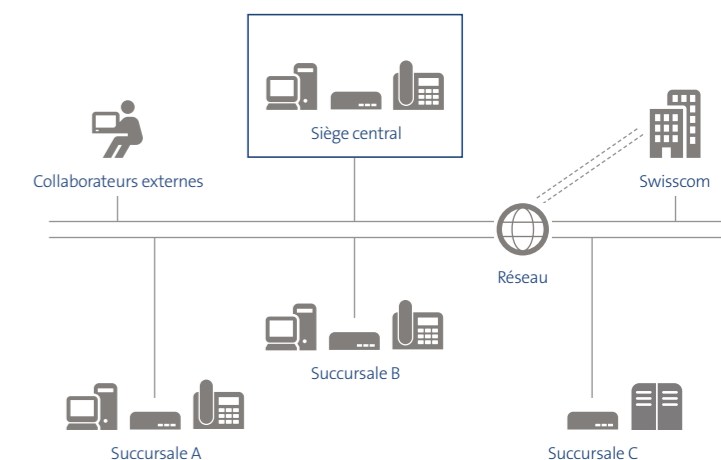 Siège central
Collaborateurs externes
Swisscom
Réseau
Succursale B
Succursale A
Succursale C